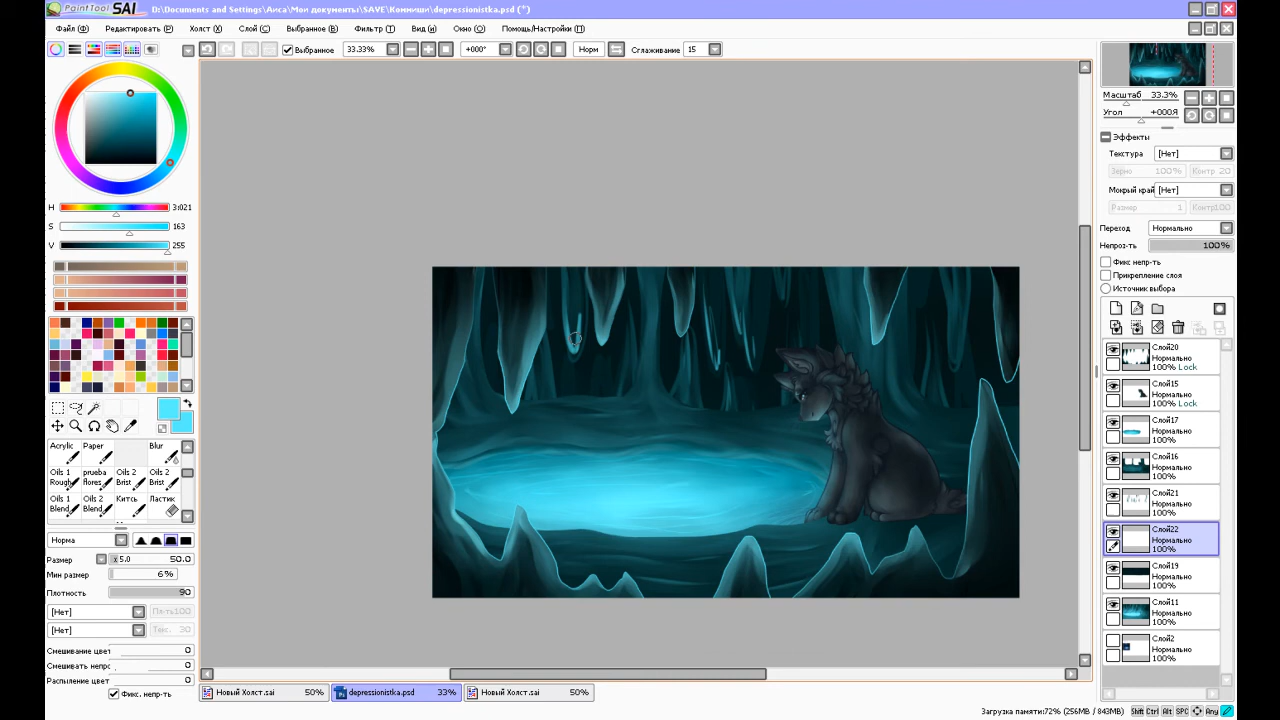 PaintTool SAI
D:\Documents and Settings\Аиса\Мои документы\SAVE\Коммиши\depressionistka.psd (*)
Файл (Ф) Редактировать (Р) Холст (Х) Слой (С) Выбранное (В) Фильтр (Т) Вид (И) Окно (О) Помощь/Настройки (П)
Выбранное 33.33% +000° Норм Сглаживание 15
Масштаб 33.3%
Угол +000Я
Эффекты
Текстура [Нет]
Зерно 100% Контр 20
Мокрый край [Нет]
Размер 1 Контр100
Переход Нормально
Непроз-ть 100%
Фикс непр-ть
Прикрепление слоя
Источник выбора
H 3:021
S 163
V 255
Acrylic Paper Blur
Oils 1 Rough prueba flores Oils 2 Brist Oils 2 Brist
Oils 1 Blend Oils 2 Blend Кмтсь Ластик
Норма
Размер x 5.0 50.0
Мин размер 6%
Плотность 90
[Нет] Пл-ть100
[Нет] Текс. 30
Смешивание цвет 0
Смешивать непро 0
Распыление цвет 0
Фикс. непр-ть
Слой20
Нормально
100% Lock
Слой15
Нормально
100% Lock
Слой17
Нормально
100%
Слой16
Нормально
100%
Слой21
Нормально
100%
Слой22
Нормально
100%
Слой19
Нормально
100%
Слой11
Нормально
100%
Слой2
Нормально
100%
Новый Холст.sai 50% depressionistka.psd 33% Новый Холст.sai 50%
Загрузка памяти:72% (256MB / 843MB) Shift Ctrl Alt SPC Any